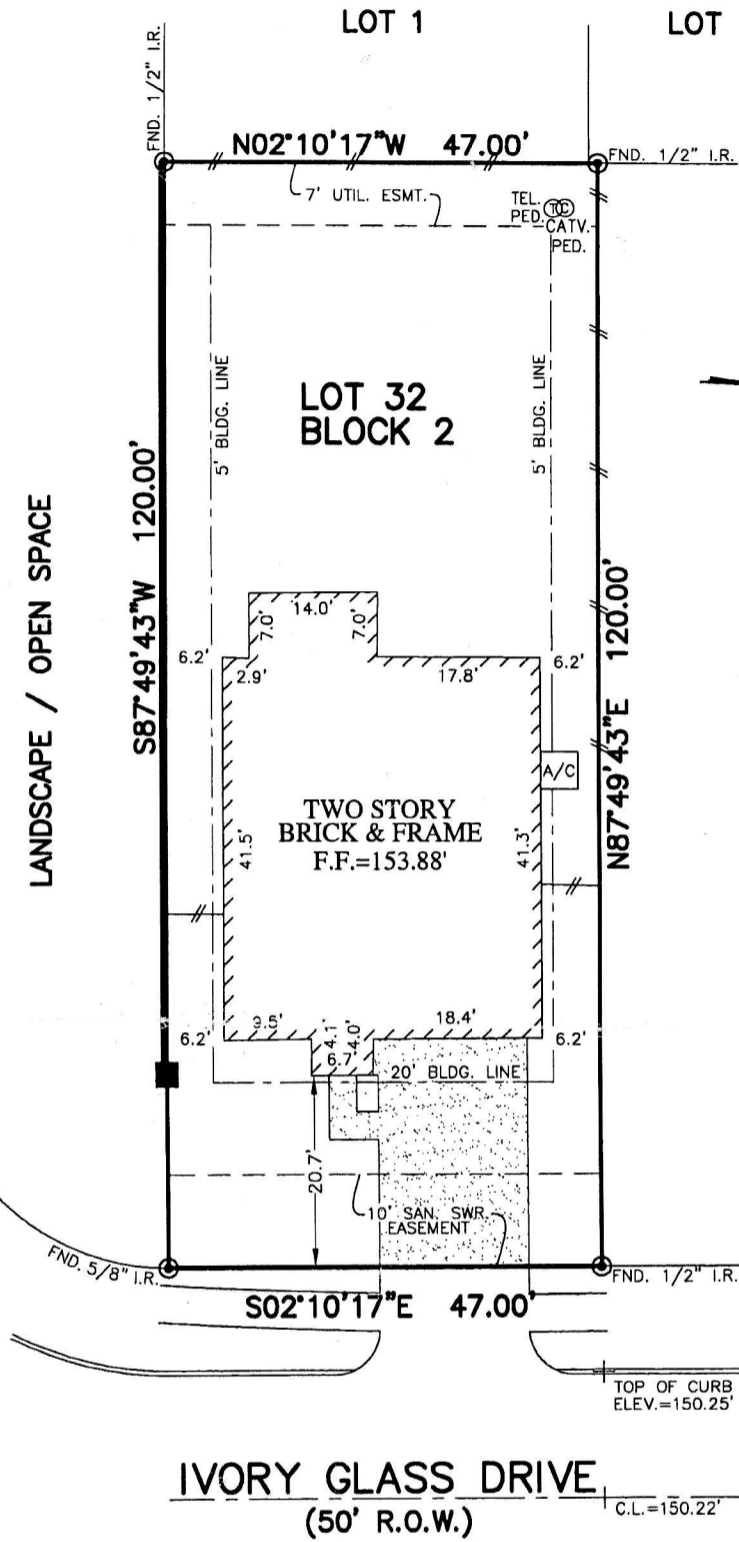 LOT 1
LOT
FND. 1/2" I.R.
N02°10'17"W 47.00'
FND. 1/2" I.R.
7' UTIL. ESMT.
TEL.
PED.
T C
CATV.
PED.
5' BLDG. LINE
5' BLDG. LINE
LOT 32
BLOCK 2
S87°49'43"W 120.00'
N87°49'43"E 120.00'
LANDSCAPE / OPEN SPACE
14.0'
7.0'
7.0'
6.2'
2.9'
17.8'
6.2'
A/C
TWO STORY
BRICK & FRAME
F.F.=153.88'
41.5'
41.3'
6.2'
9.5'
4.1'
4.0'
6.7'
18.4'
6.2'
20' BLDG. LINE
20.7'
10' SAN. SWR.
EASEMENT
FND. 5/8" I.R.
FND. 1/2" I.R.
S02°10'17"E 47.00'
TOP OF CURB
ELEV.=150.25'
IVORY GLASS DRIVE
(50' R.O.W.)
C.L.=150.22'